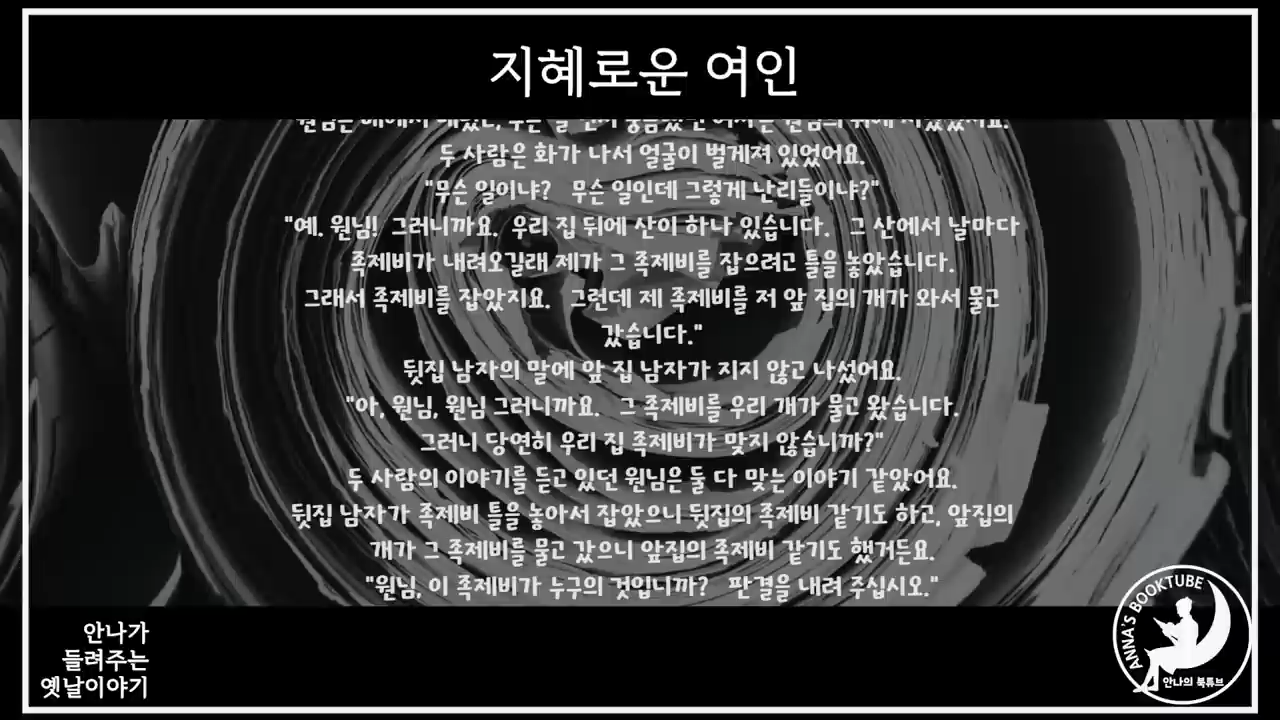 지혜로운 여인
두 사람은 화가 나서 얼굴이 벌게져 있었어요.
"무슨 일이냐? 무슨 일인데 그렇게 난리들이냐?"
"예. 원님! 그러니까요. 우리 집 뒤에 산이 하나 있습니다. 그 산에서 날마다
족제비가 내려오길래 제가 그 족제비를 잡으려고 틀을 놓았습니다.
그래서 족제비를 잡았지요. 그런데 제 족제비를 저 앞 집의 개가 와서 물고
갔습니다."
뒷집 남자의 말에 앞 집 남자가 지지 않고 나섰어요.
"아, 원님, 원님 그러니까요. 그 족제비를 우리 개가 물고 왔습니다.
그러니 당연히 우리 집 족제비가 맞지 않습니까?"
두 사람의 이야기를 듣고 있던 원님은 둘 다 맞는 이야기 같았어요.
뒷집 남자가 족제비 틀을 놓아서 잡았으니 뒷집의 족제비 같기도 하고, 앞집의
개가 그 족제비를 물고 갔으니 앞집의 족제비 같기도 했거든요.
"원님, 이 족제비가 누구의 것입니까? 판결을 내려 주십시오."
안나가
들려주는
옛날이야기
ANNA'S BOOKTUBE
안나의 북튜브